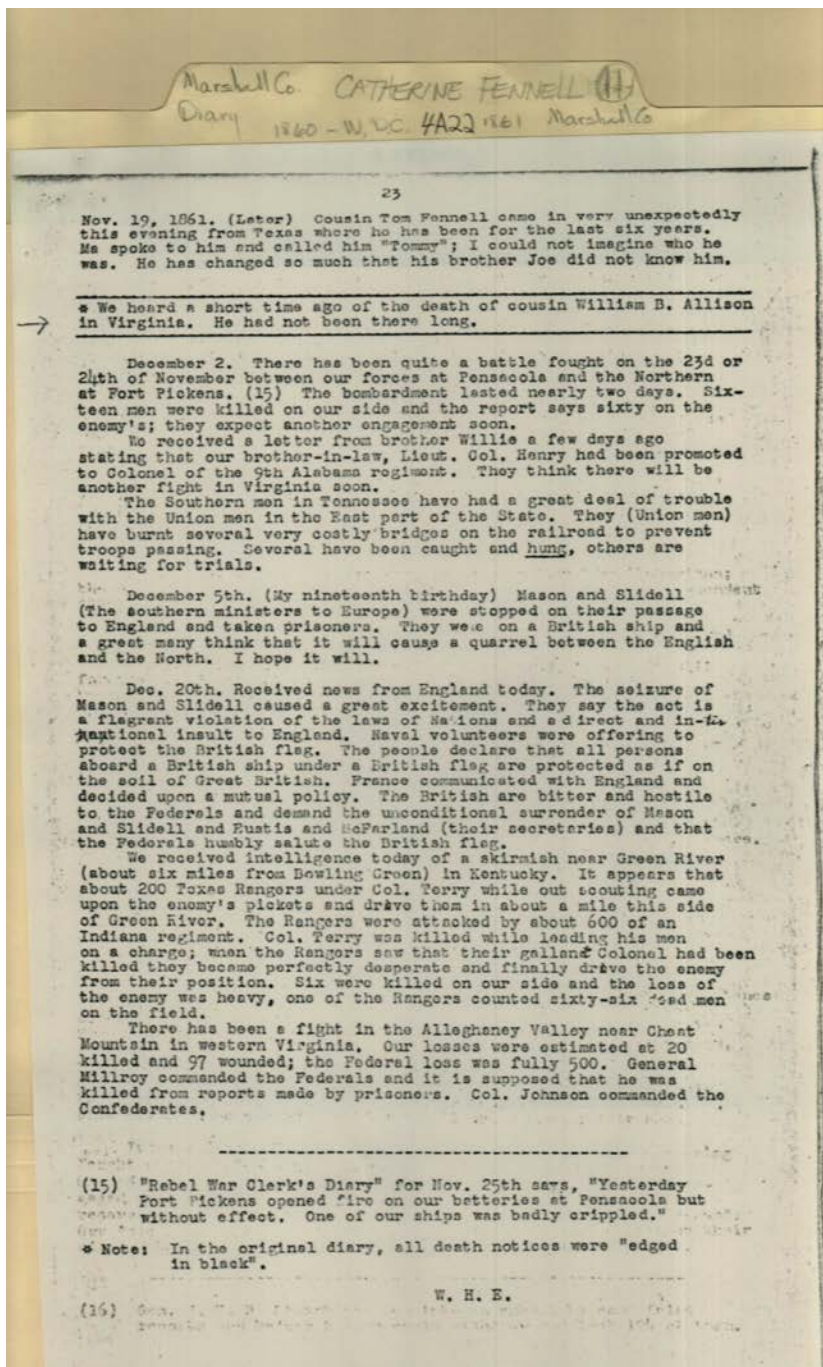 Marshall Co. CATHERINE FENNELL 11
Diary 1860 - W, D.C. 4A22 1861 Marshall Co
23
Nov. 19, 1861. (Later) Cousin Tom Fennell came in very unexpectedly
this evening from Texas where he has been for the last six years.
Ma spoke to him and called him "Tommy"; I could not imagine who he
was. He has changed so much that his brother Joe did not know him.
* We heard a short time ago of the death of cousin William B. Allison
in Virginia. He had not been there long.
December 2. There has been quite a battle fought on the 23d or
24th of November between our forces at Pensacola and the Northern
at Fort Pickens. (15) The bombardment lasted nearly two days. Six-
teen men were killed on our side and the report says sixty on the
enemy's; they expect another engagement soon.
We received a letter from brother Willie a few days ago
stating that our brother-in-law, Lieut. Col. Henry had been promoted
to Colonel of the 9th Alabama regiment. They think there will be
another fight in Virginia soon.
The Southern men in Tennessee have had a great deal of trouble
with the Union men in the East part of the State. They (Union men)
have burnt several very costly bridges on the railroad to prevent
troops passing. Several have been caught and hung, others are
waiting for trials.
December 5th. (My nineteenth birthday) Mason and Slidell
(The southern ministers to Europe) were stopped on their passage
to England and taken prisoners. They were on a British ship and
a great many think that it will cause a quarrel between the English
and the North. I hope it will.
Dec. 20th. Received news from England today. The seizure of
Mason and Slidell caused a great excitement. They say the act is
a flagrant violation of the laws of Nations and a direct and in-
national insult to England. Naval volunteers were offering to
protect the British flag. The people declare that all persons
aboard a British ship under a British flag are protected as if on
the soil of Great British. France communicated with England and
decided upon a mutual policy. The British are bitter and hostile
to the Federals and demand the unconditional surrender of Mason
and Slidell and Eustis and McFarland (their secretaries) and that
the Federals humbly salute the British flag.
We received intelligence today of a skirmish near Green River
(about six miles from Bowling Green) in Kentucky. It appears that
about 200 Texas Rangers under Col. Terry while out scouting came
upon the enemy's pickets and drove them in about a mile this side
of Green River. The Rangers were attacked by about 600 of an
Indiana regiment. Col. Terry was killed while leading his men
on a charge; when the Rangers saw that their gallant Colonel had been
killed they became perfectly desperate and finally drove the enemy
from their position. Six were killed on our side and the loss of
the enemy was heavy, one of the Rangers counted sixty-six dead men
on the field.
There has been a fight in the Alleghaney Valley near Cheat
Mountain in western Virginia. Our losses were estimated at 20
killed and 97 wounded; the Federal loss was fully 500. General
Millroy commanded the Federals and it is supposed that he was
killed from reports made by prisoners. Col. Johnson commanded the
Confederates.
(15) "Rebel War Clerk's Diary" for Nov. 25th says, "Yesterday
Fort Pickens opened fire on our batteries at Pensacola but
without effect. One of our ships was badly crippled."
* Note: In the original diary, all death notices were "edged
in black".
W. H. E.
(16)